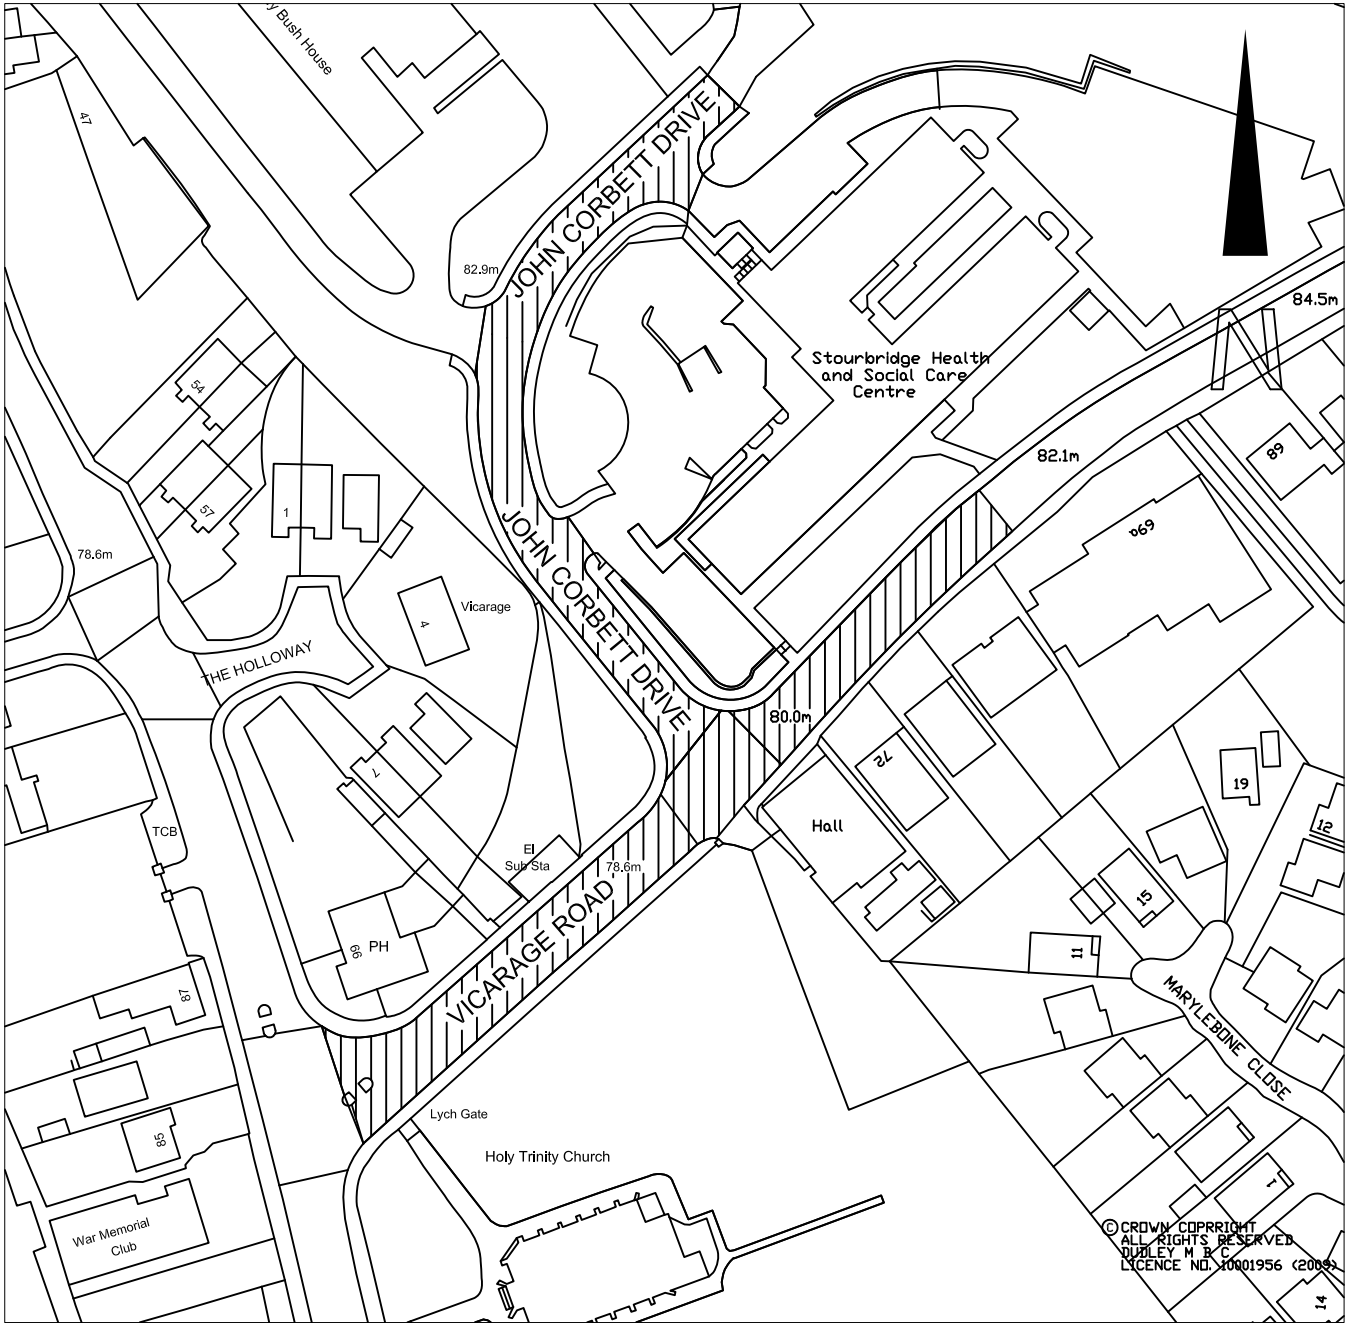 y Bush House
47
JOHN CORBETT DRIVE
82.9m
84.5m
N
Stourbridge Health
and Social Care
Centre
54
57
1
82.1m
89
69a
78.6m
JOHN CORBETT DRIVE
4
Vicarage
THE HOLLOWAY
80.0m
72
7
19
12
TCB
Hall
El
Sub Sta
78.6m
15
VICARAGE ROAD
PH
66
11
87
MARYLEBONE CLOSE
Lych Gate
85
Holy Trinity Church
1
War Memorial
Club
© CROWN COPRRIGHT
ALL RIGHTS RESERVED
DUDLEY M B C
LICENCE NO. 10001956 (2009)
14